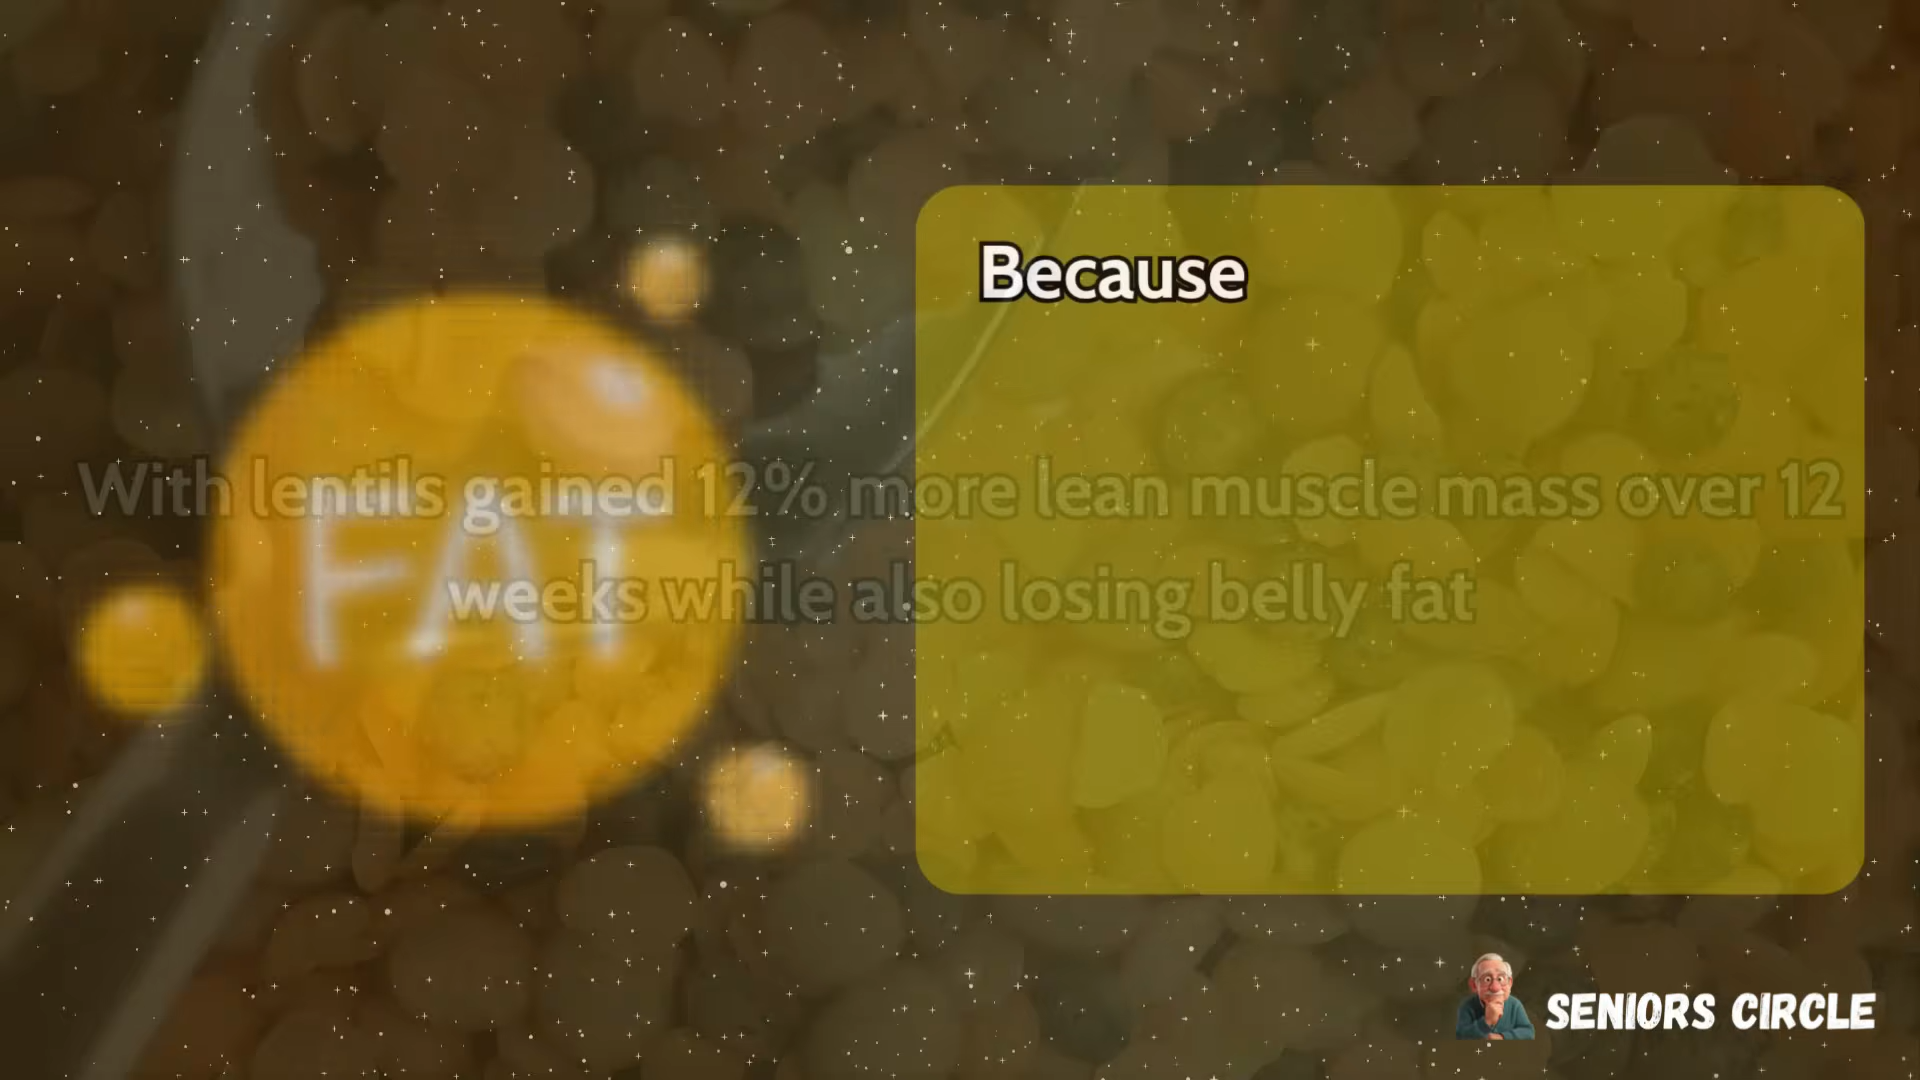 Because
With lentils gained 12% more lean muscle mass over 12
weeks while also losing belly fat
FAT
SENIORS CIRCLE